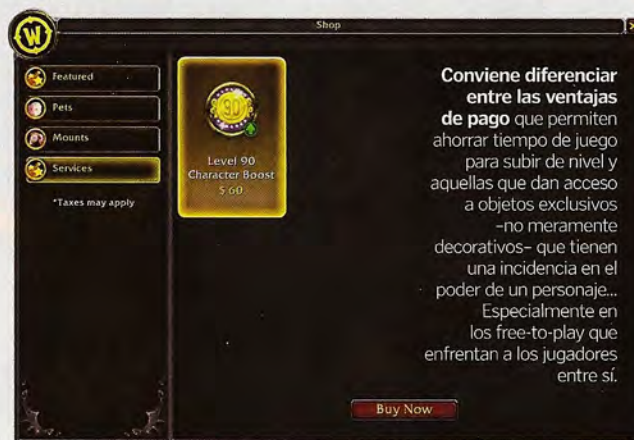 W
Shop
Featured
Pets
Mounts
Services
*Taxes may apply
90
Level 90
Character Boost
$ 60
Conviene diferenciar
entre las ventajas
de pago que permiten
ahorrar tiempo de juego
para subir de nivel y
aquellas que dan acceso
a objetos exclusivos
–no meramente
decorativos– que tienen
una incidencia en el
poder de un personaje...
Especialmente en
los free-to-play que
enfrentan a los jugadores
entre sí.
Buy Now